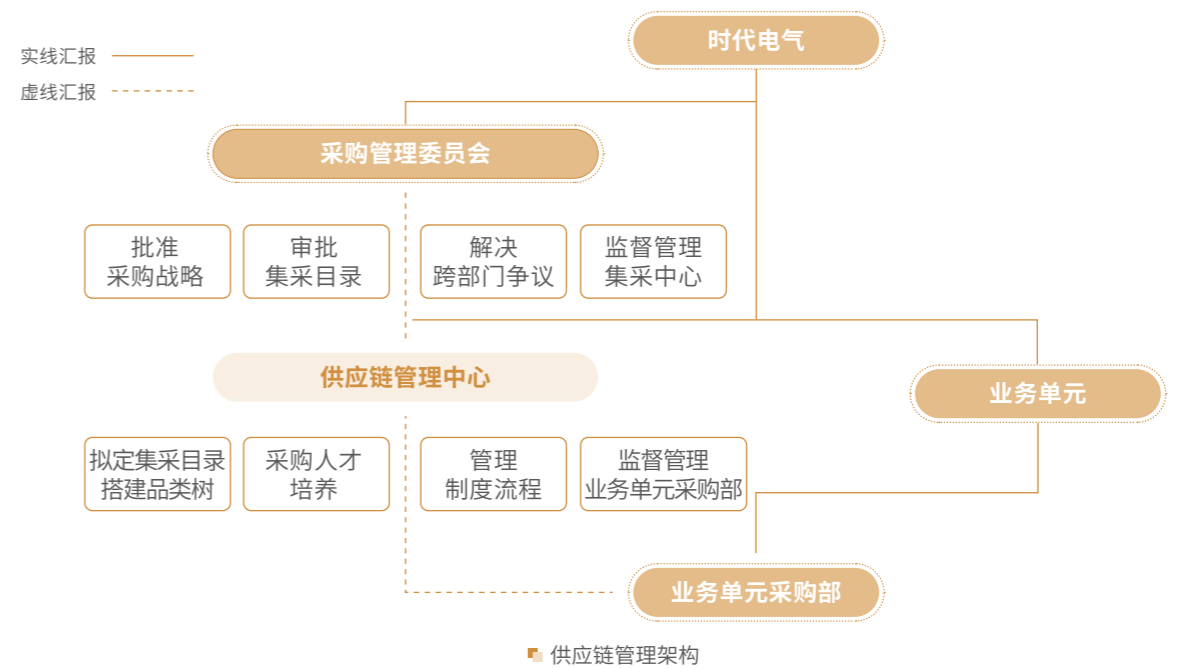 时代电气
实线汇报
虚线汇报
采购管理委员会
批准
采购战略
审批
集采目录
解决
跨部门争议
监督管理
集采中心
供应链管理中心
业务单元
拟定集采目录
搭建品类树
采购人才
培养
管理
制度流程
监督管理
业务单元采购部
业务单元采购部
供应链管理架构